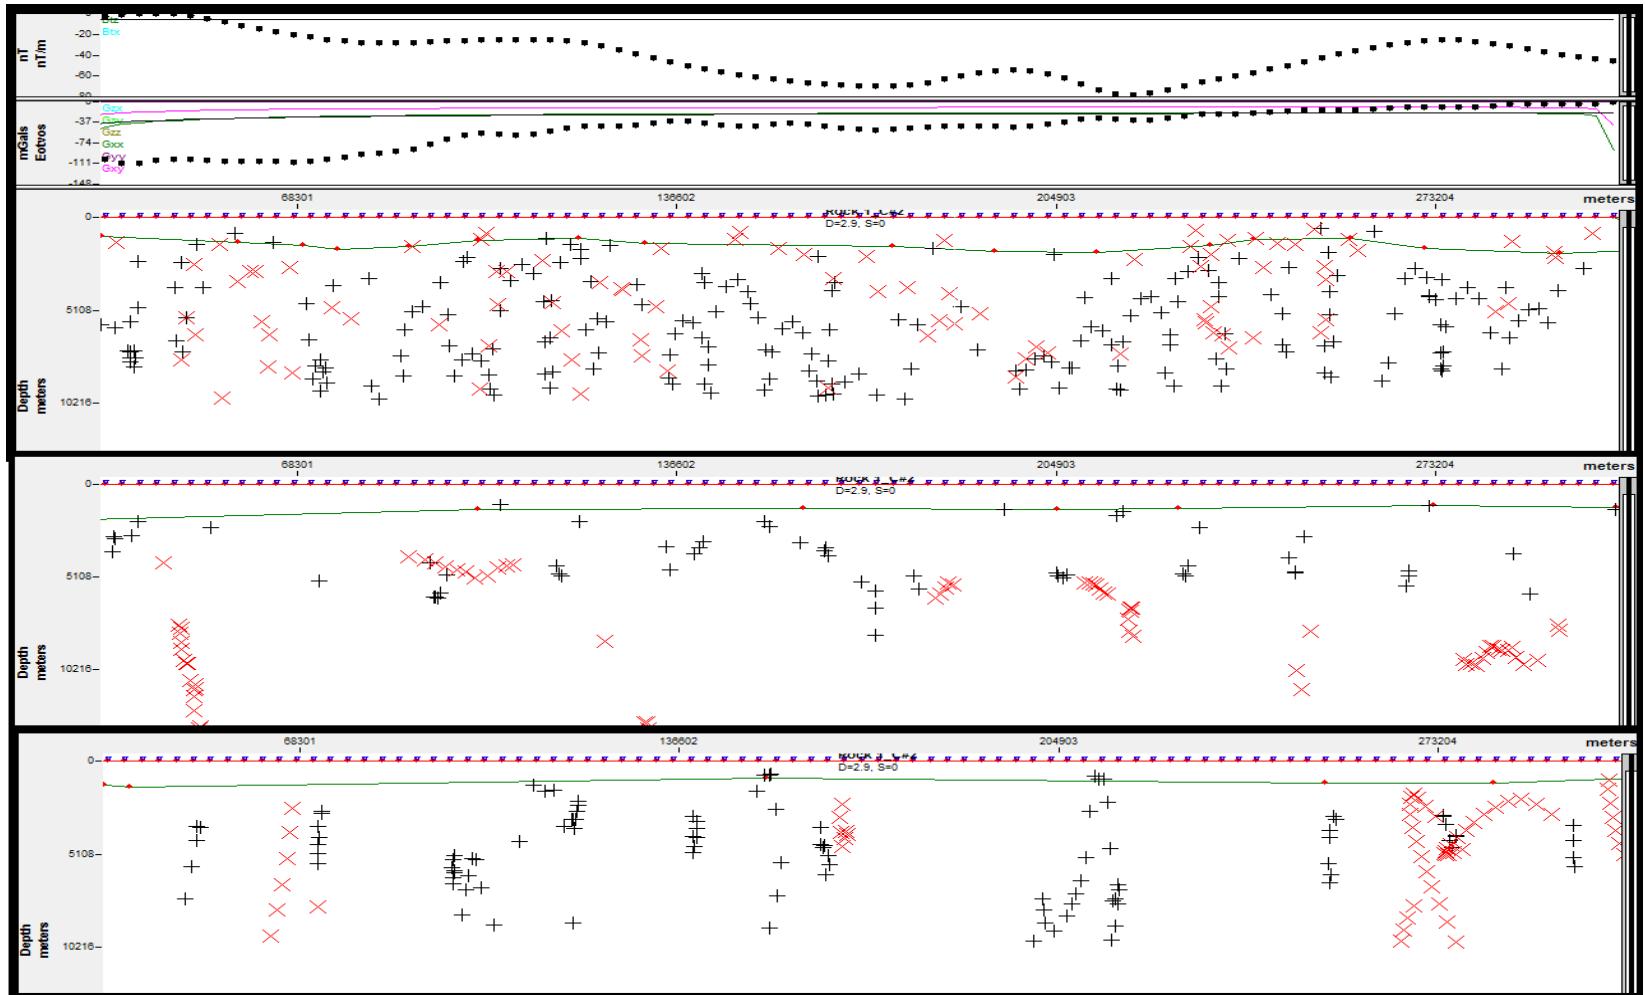 nT
nT/m
Btz
Btx
-20
-40
-60
80
mGals
Eotvos
Gzx
Gzz
Gxx
Gyy
Gxy
-37
-74
-111
-148
68301 136602 204903 273204 meters
D=2.9, S=0
0
5108
10216
Depth
meters
68301 136602 204903 273204 meters
D=2.9, S=0
0
5108
10216
Depth
meters
68301 136602 204903 273204 meters
D=2.9, S=0
0
5108
10216
Depth
meters